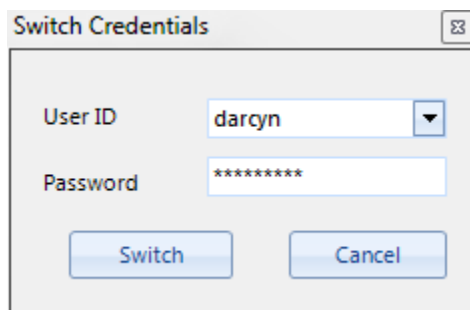 Switch Credentials
User ID darcyn
Password *********
Switch Cancel